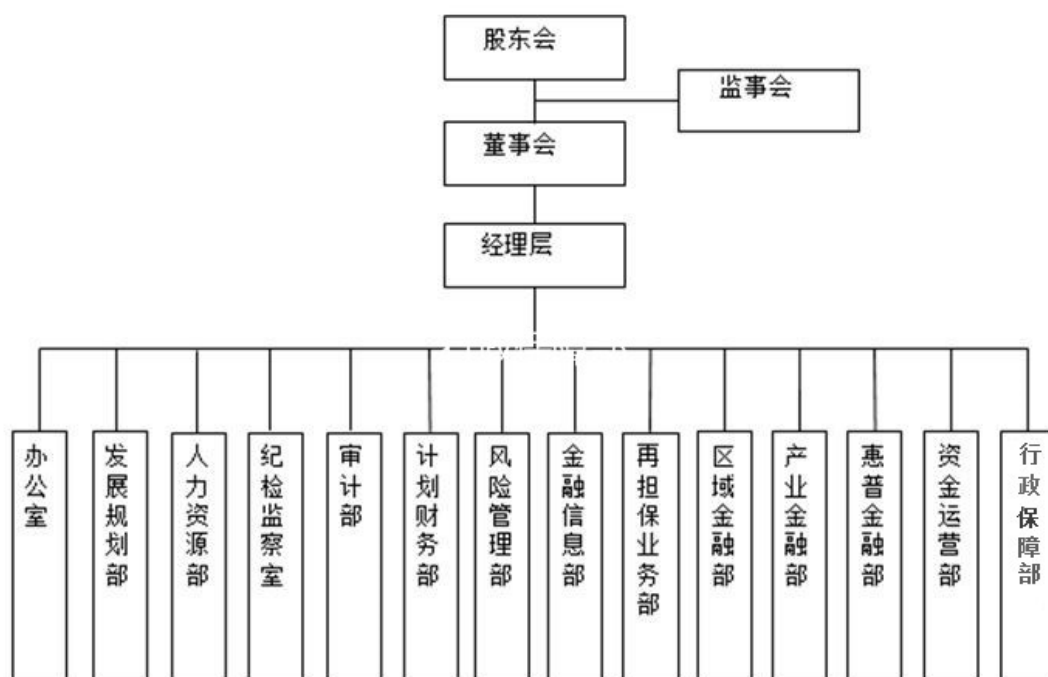 股东会
监事会
董事会
经理层
办公室
发展规划部
人力资源部
纪检监察室
审计部
计划财务部
风险管理部
金融信息部
再担保业务部
区域金融部
产业金融部
惠普金融部
资金运营部
行政保障部